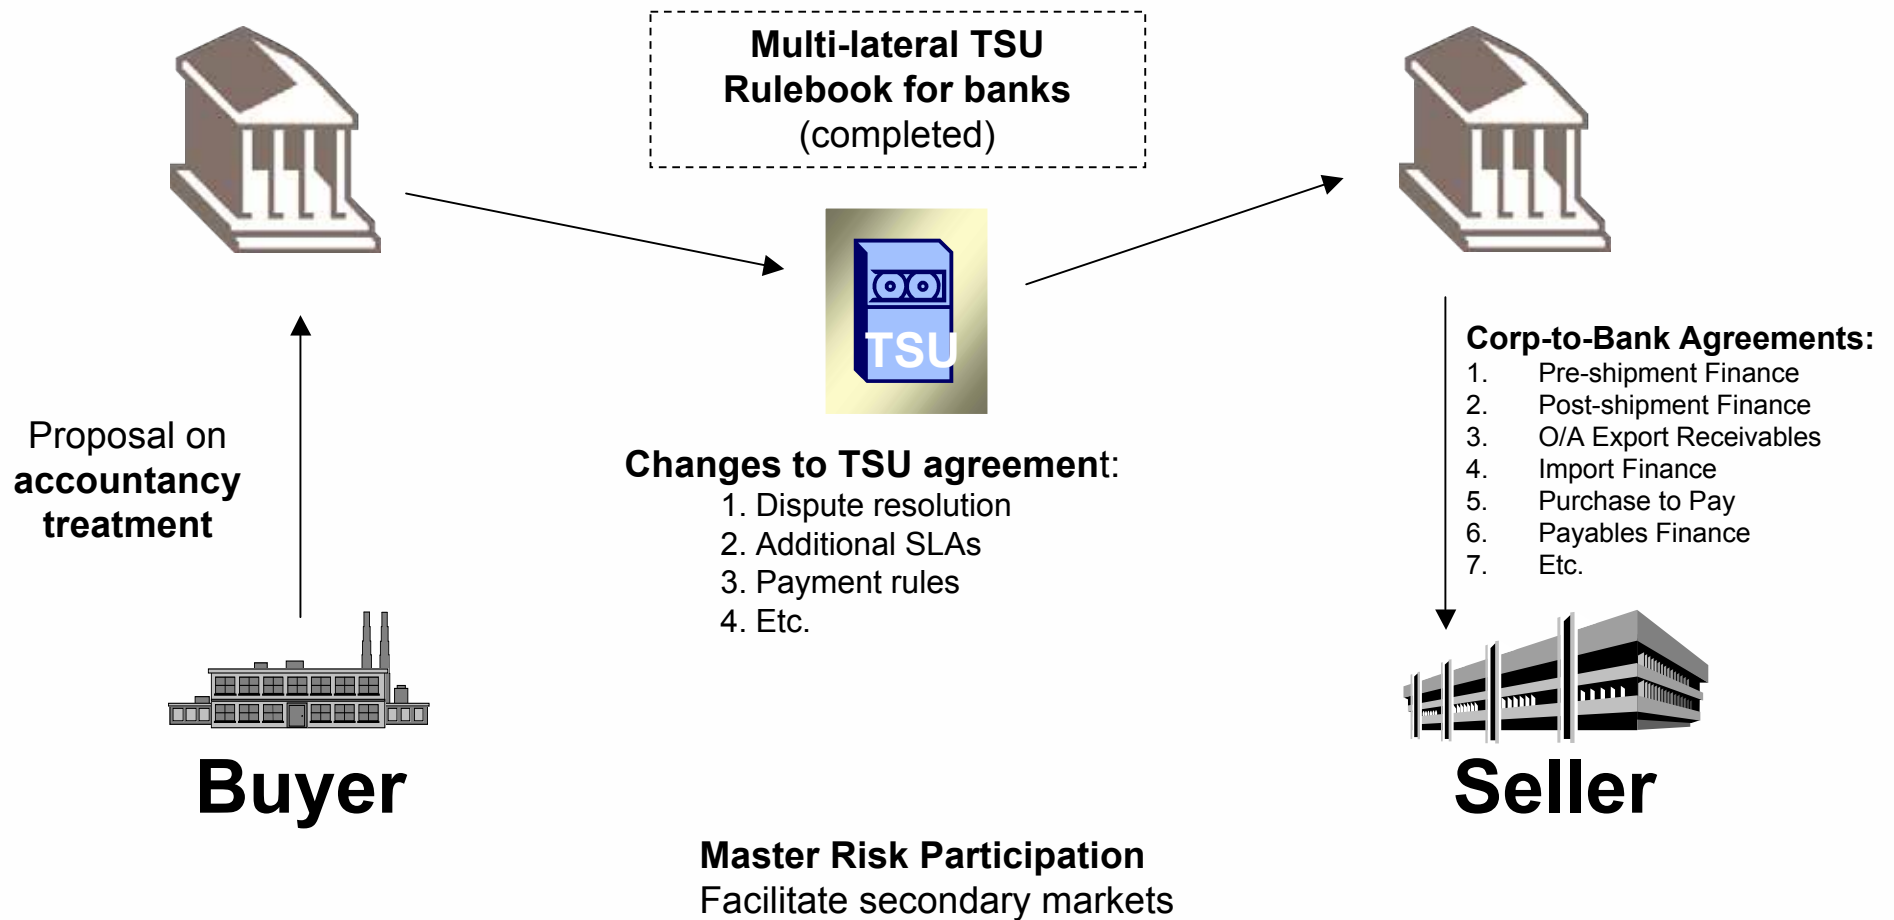 Multi-lateral TSU
Rulebook for banks
(completed)
TSU
Proposal on
accountancy
treatment
Changes to TSU agreement:
1. Dispute resolution
2. Additional SLAs
3. Payment rules
4. Etc.
Corp-to-Bank Agreements:
1. Pre-shipment Finance
2. Post-shipment Finance
3. O/A Export Receivables
4. Import Finance
5. Purchase to Pay
6. Payables Finance
7. Etc.
Buyer
Seller
Master Risk Participation
Facilitate secondary markets